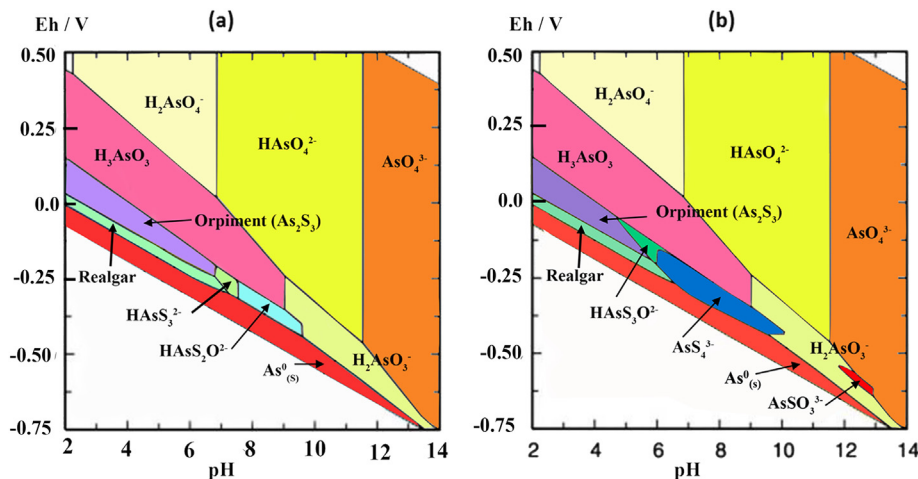 Eh / V
(a)
0.50
0.25
0.0
-0.25
-0.50
-0.75
H₂AsO₄⁻
HAsO₄²⁻
AsO₄³⁻
H₃AsO₃
Orpiment (As₂S₃)
Realgar
HAsS₃²⁻
HAsS₂O²⁻
H₂AsO₃⁻
As⁰(s)
2 4 6 8 10 12 14
pH
Eh / V
(b)
0.50
0.25
0.0
-0.25
-0.50
-0.75
H₂AsO₄⁻
HAsO₄²⁻
AsO₄³⁻
H₃AsO₃
Orpiment (As₂S₃)
Realgar
HAsS₃O²⁻
AsS₄³⁻
H₂AsO₃⁻
As⁰(s)
AsSO₃³⁻
2 4 6 8 10 12 14
pH